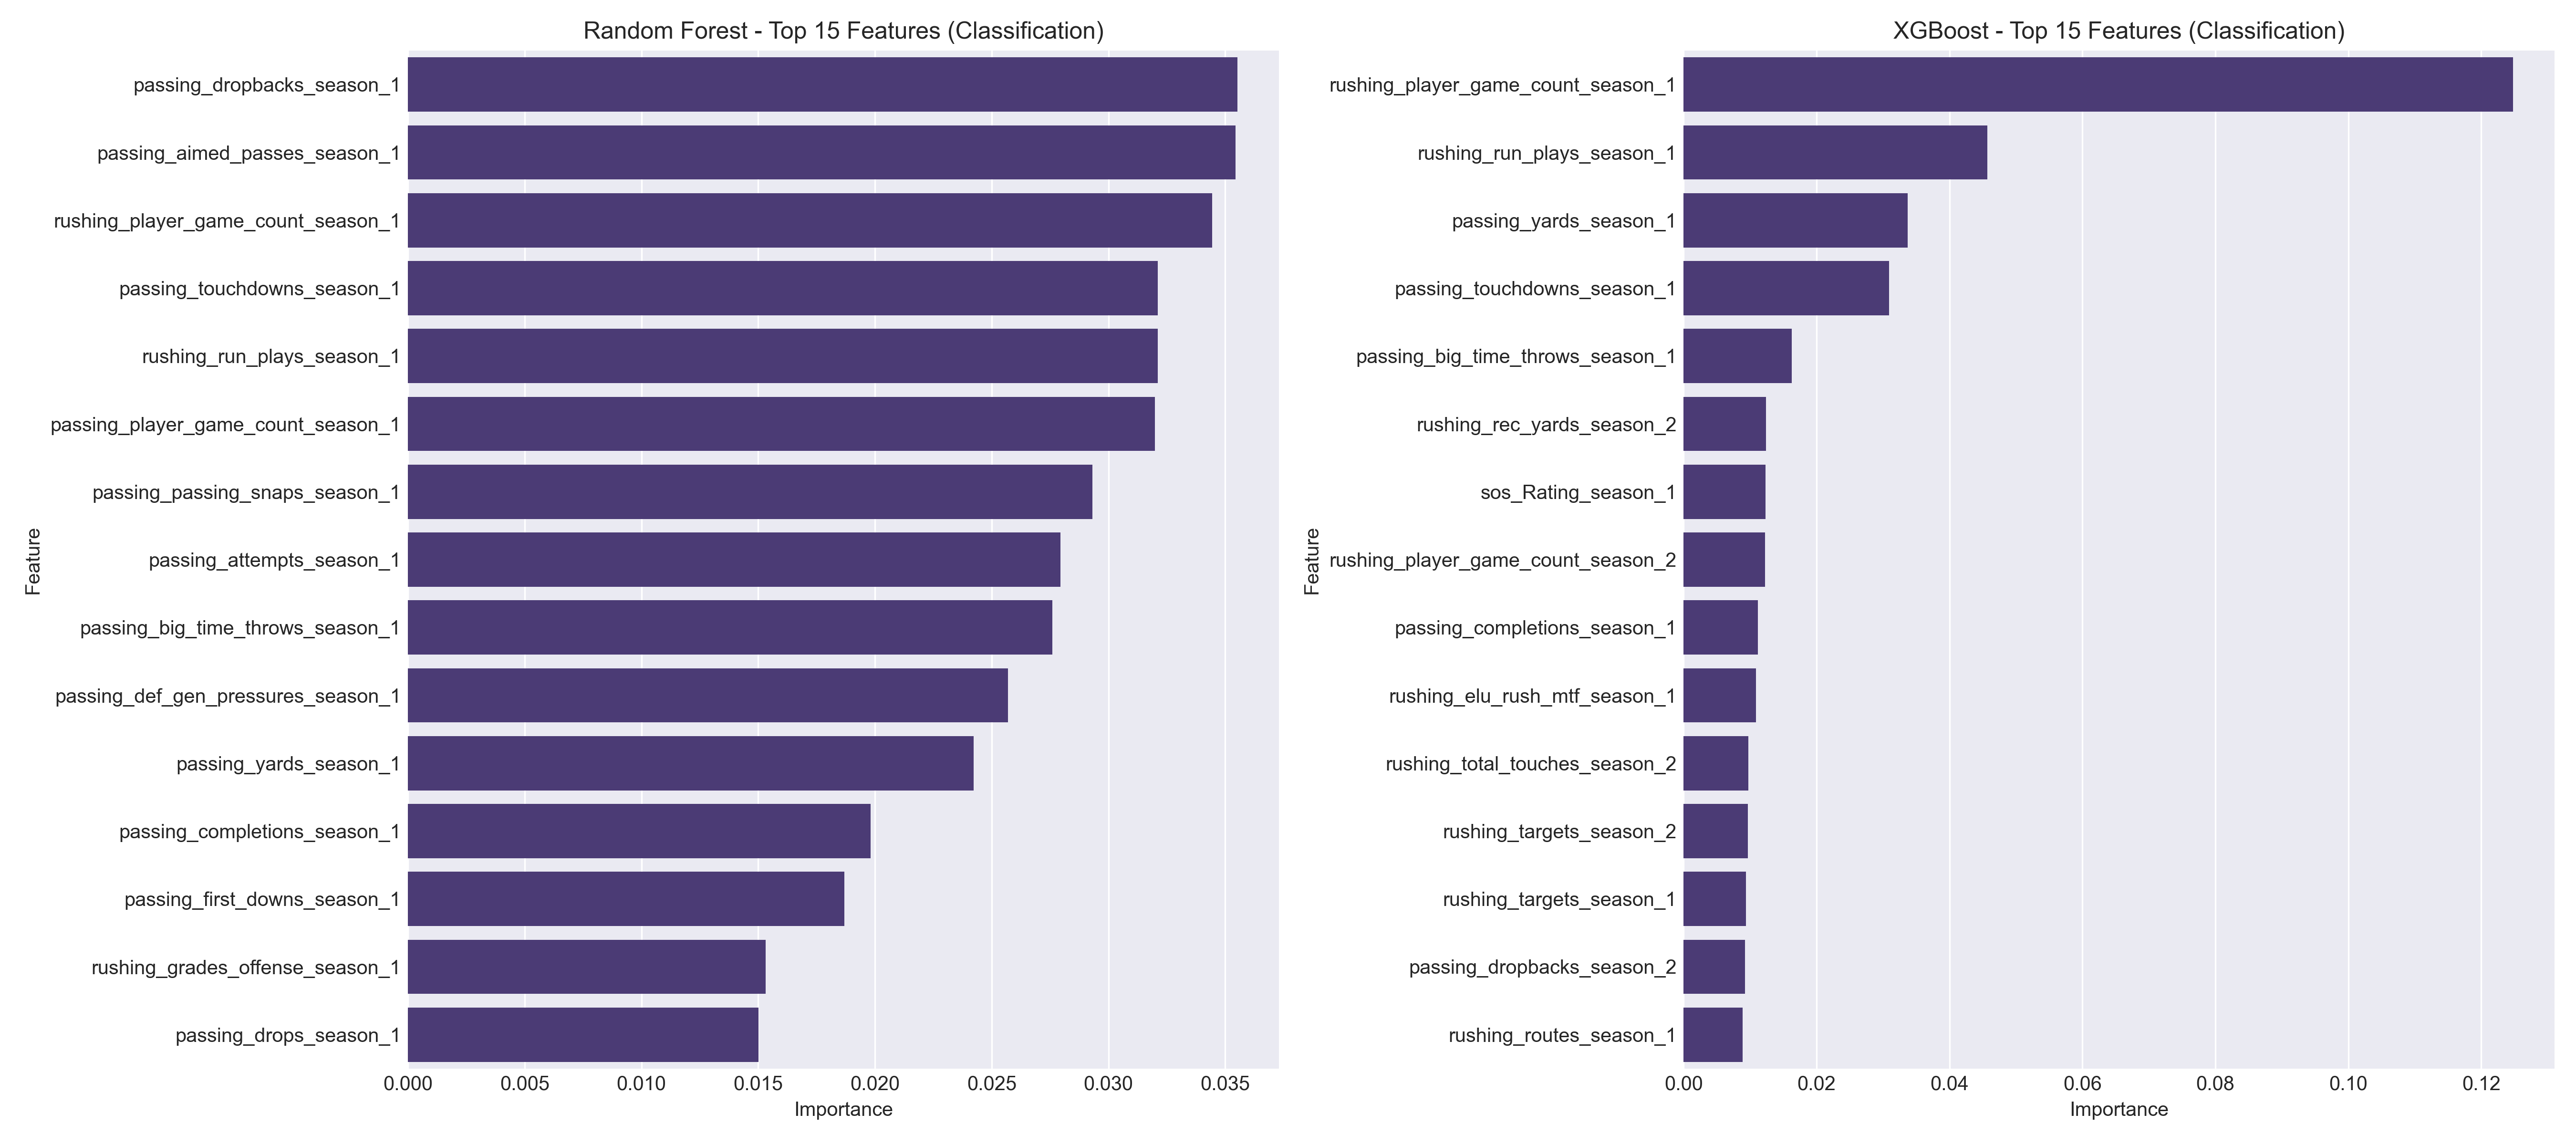 Random Forest - Top 15 Features (Classification)
Feature
passing_dropbacks_season_1
passing_aimed_passes_season_1
rushing_player_game_count_season_1
passing_touchdowns_season_1
rushing_run_plays_season_1
passing_player_game_count_season_1
passing_passing_snaps_season_1
passing_attempts_season_1
passing_big_time_throws_season_1
passing_def_gen_pressures_season_1
passing_yards_season_1
passing_completions_season_1
passing_first_downs_season_1
rushing_grades_offense_season_1
passing_drops_season_1
0.000 0.005 0.010 0.015 0.020 0.025 0.030 0.035
Importance
XGBoost - Top 15 Features (Classification)
Feature
rushing_player_game_count_season_1
rushing_run_plays_season_1
passing_yards_season_1
passing_touchdowns_season_1
passing_big_time_throws_season_1
rushing_rec_yards_season_2
sos_Rating_season_1
rushing_player_game_count_season_2
passing_completions_season_1
rushing_elu_rush_mtf_season_1
rushing_total_touches_season_2
rushing_targets_season_2
rushing_targets_season_1
passing_dropbacks_season_2
rushing_routes_season_1
0.00 0.02 0.04 0.06 0.08 0.10 0.12
Importance